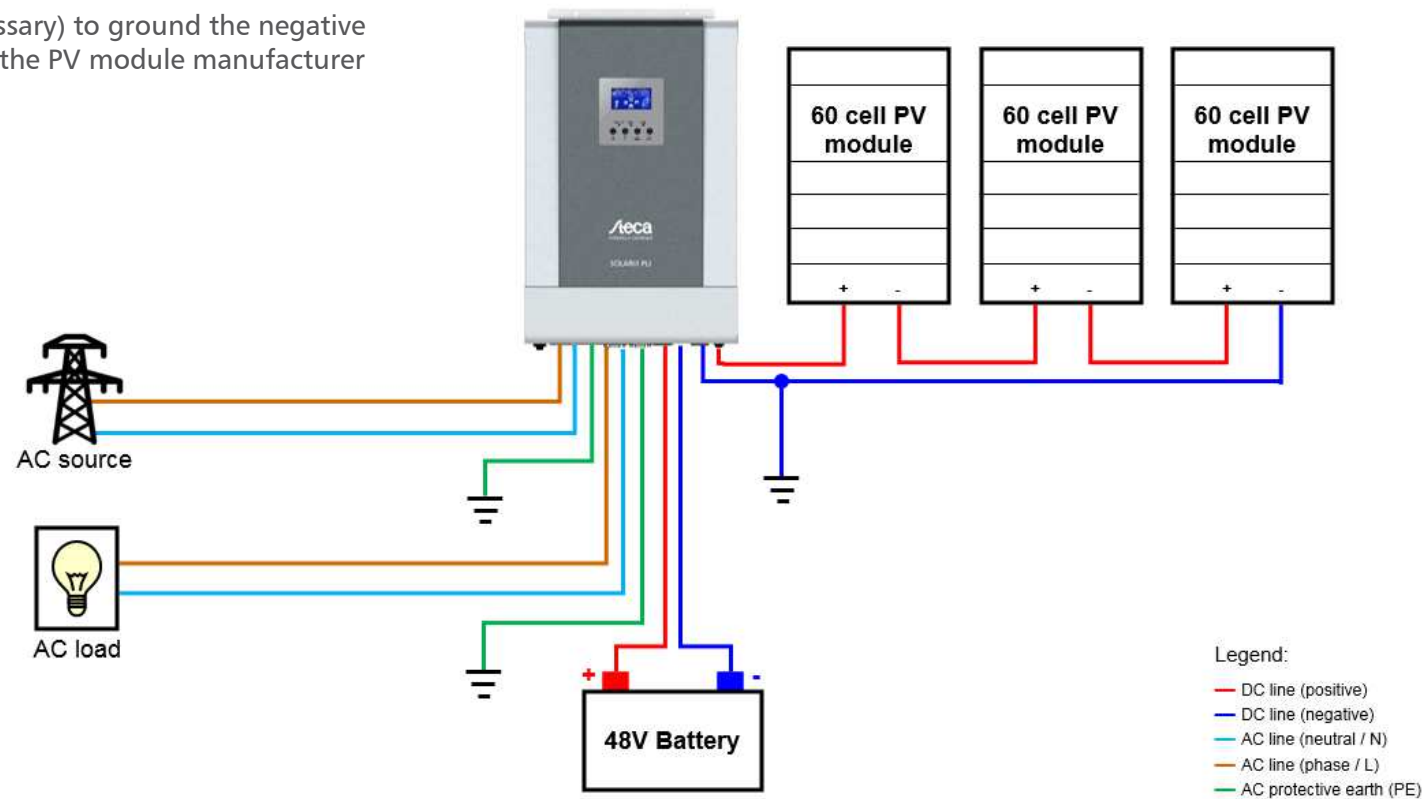 ssary) to ground the negative
the PV module manufacturer
Steca
SOLARIX PLI
60 cell PV
module
60 cell PV
module
60 cell PV
module
+ -
+ -
+ -
AC source
AC load
+ -
48V Battery
Legend:
DC line (positive)
DC line (negative)
AC line (neutral / N)
AC line (phase / L)
AC protective earth (PE)